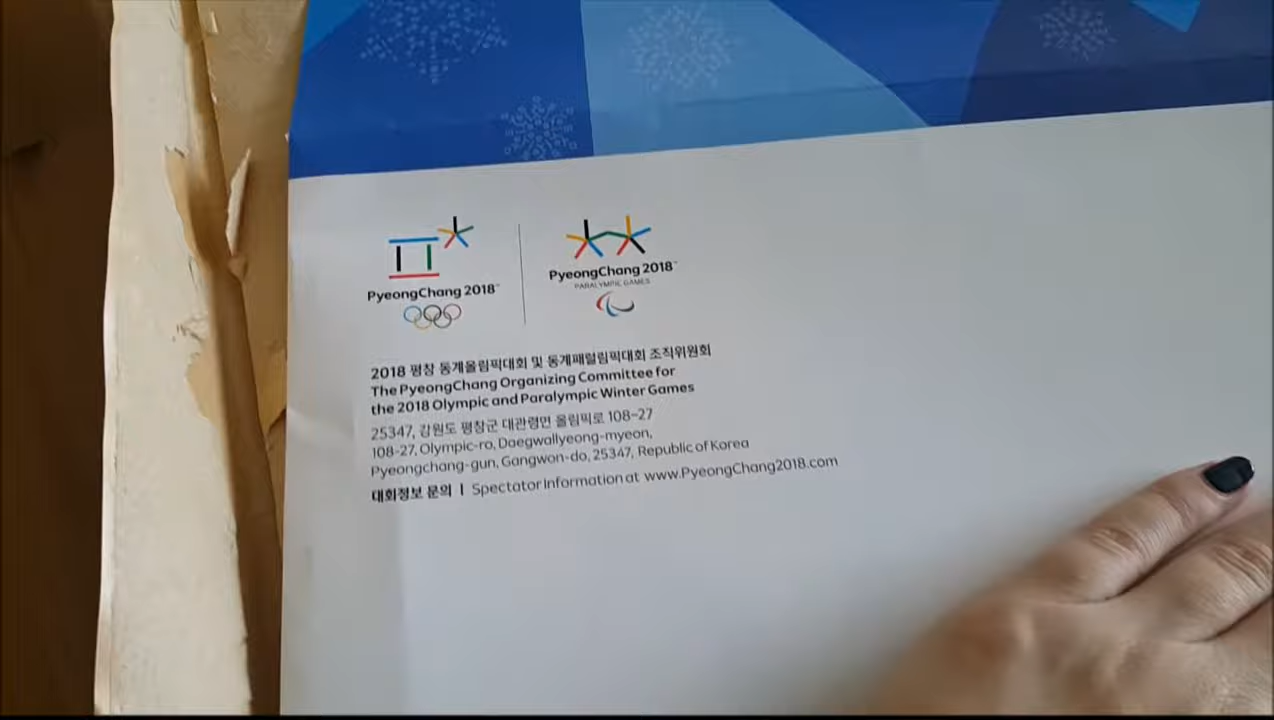 PyeongChang 2018™
PyeongChang 2018™
PARALYMPIC GAMES
2018 평창 동계올림픽대회 및 동계패럴림픽대회 조직위원회
The PyeongChang Organizing Committee for
the 2018 Olympic and Paralympic Winter Games
25347, 강원도 평창군 대관령면 올림픽로 108-27
108-27, Olympic-ro, Daegwallyeong-myeon,
Pyeongchang-gun, Gangwon-do, 25347, Republic of Korea
대회정보 문의 | Spectator Information at www.PyeongChang2018.com